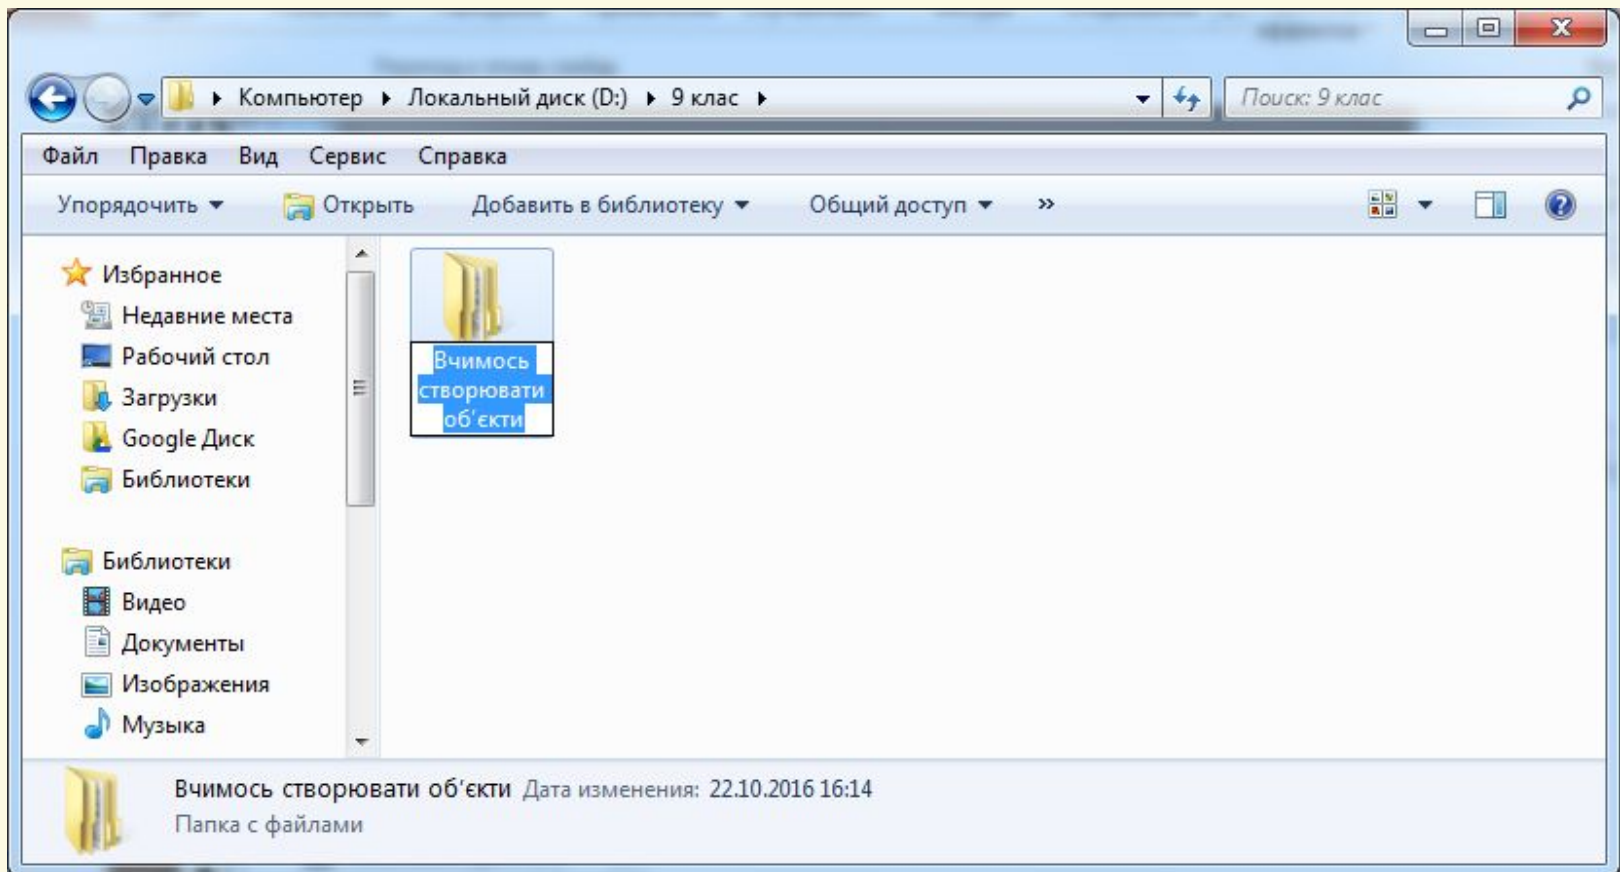 Компьютер ▸ Локальный диск (D:) ▸ 9 клас ▸
Поиск: 9 клас
Файл Правка Вид Сервис Справка
Упорядочить Открыть Добавить в библиотеку Общий доступ »
Избранное
Недавние места
Рабочий стол
Загрузки
Google Диск
Библиотеки
Библиотеки
Видео
Документы
Изображения
Музыка
Вчимось
створювати
об'єкти
Вчимось створювати об'єкти Дата изменения: 22.10.2016 16:14
Папка с файлами